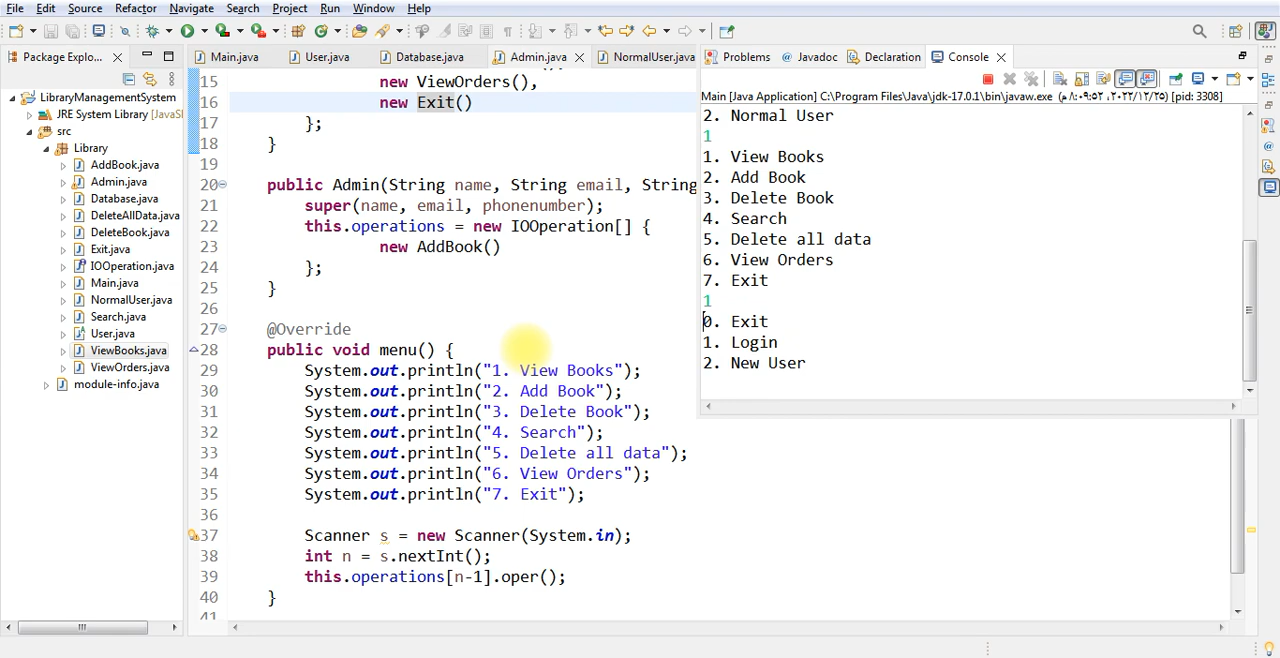 File Edit Source Refactor Navigate Search Project Run Window Help
Package Explo...
LibraryManagementSystem
JRE System Library [JavaS
src
Library
AddBook.java
Admin.java
Database.java
DeleteAllData.java
DeleteBook.java
Exit.java
IOOperation.java
Main.java
NormalUser.java
Search.java
User.java
ViewBooks.java
ViewOrders.java
module-info.java
Main.java User.java Database.java Admin.java NormalUser.java
15 new ViewOrders(),
16 new Exit()
17 };
18 }
19
20 public Admin(String name, String email, String
21 super(name, email, phonenumber);
22 this.operations = new IOOperation[] {
23 new AddBook()
24 };
25 }
26
27 @Override
28 public void menu() {
29 System.out.println("1. View Books");
30 System.out.println("2. Add Book");
31 System.out.println("3. Delete Book");
32 System.out.println("4. Search");
33 System.out.println("5. Delete all data");
34 System.out.println("6. View Orders");
35 System.out.println("7. Exit");
36
37 Scanner s = new Scanner(System.in);
38 int n = s.nextInt();
39 this.operations[n-1].oper();
40 }
41
Problems Javadoc Declaration Console
Main [Java Application] C:\Program Files\Java\jdk-17.0.1\bin\javaw.exe (٢٠٢٢/١٢/٢٥، ٨:٠٩:٥٢ م) [pid: 3308]
2. Normal User
1
1. View Books
2. Add Book
3. Delete Book
4. Search
5. Delete all data
6. View Orders
7. Exit
1
0. Exit
1. Login
2. New User